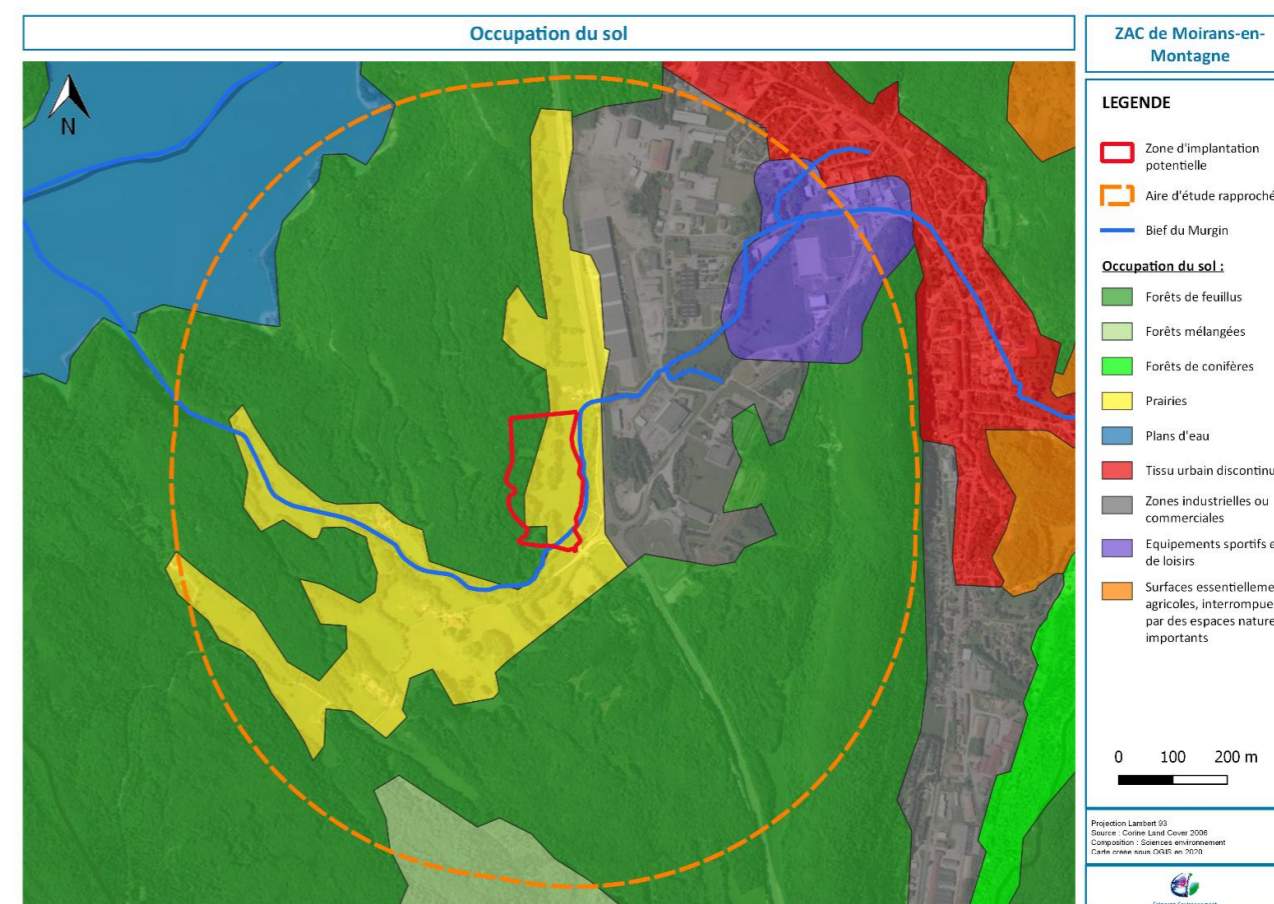 Occupation du sol
ZAC de Moirans-en-
Montagne
N
LEGENDE
Zone d'implantation
potentielle
Aire d'étude rapproché
Bief du Murgin
Occupation du sol :
Forêts de feuillus
Forêts mélangées
Forêts de conifères
Prairies
Plans d'eau
Tissu urbain discontinu
Zones industrielles ou
commerciales
Equipements sportifs e
de loisirs
Surfaces essentielleme
agricoles, interrompue
par des espaces nature
importants
0 100 200 m
Projection Lambert 93
Source : Corine Land Cover 2006
Composition : Sciences environnement
Carte créée sous QGIS en 2020